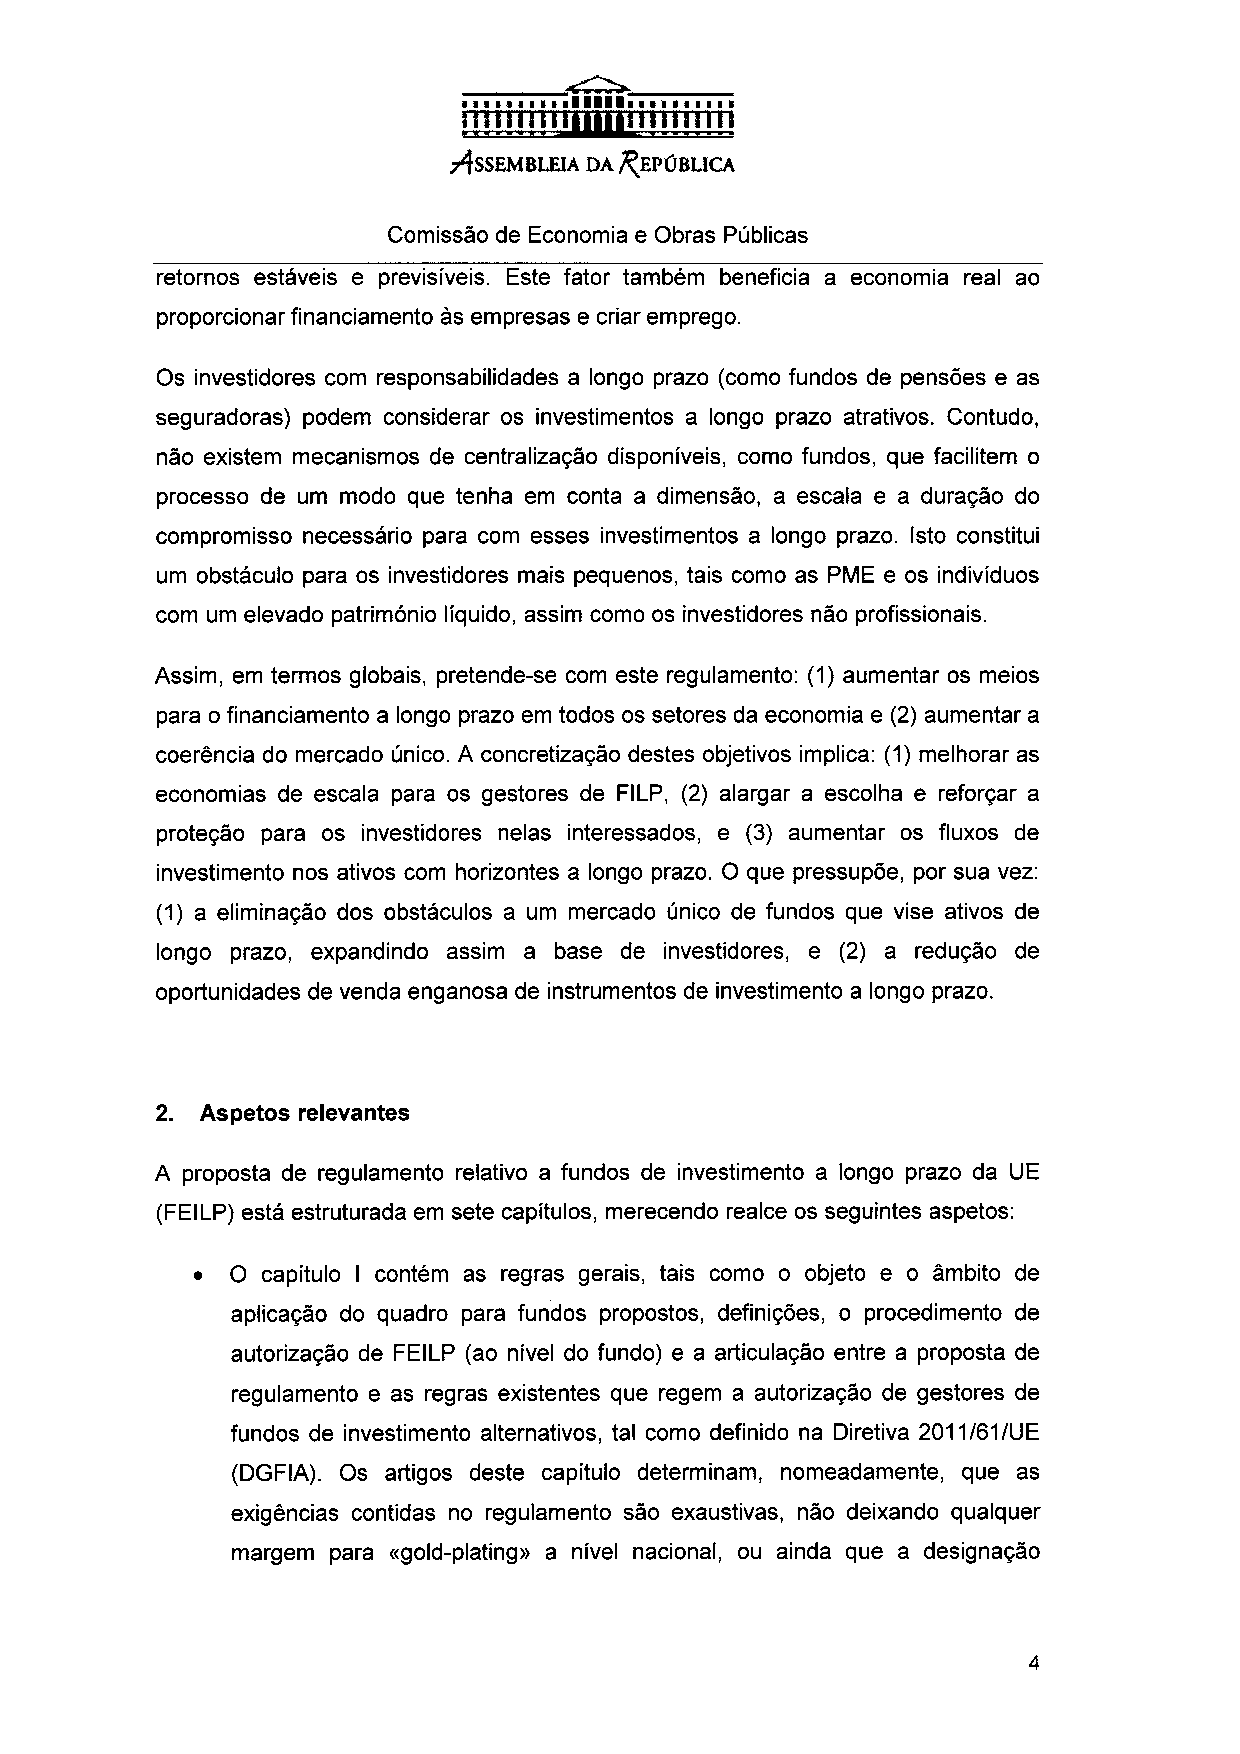 ASSEMBLEIA DA REPÚBLICA
Comissão de Economia e Obras Públicas
retornos estáveis e previsíveis. Este fator também beneficia a economia real ao
proporcionar financiamento às empresas e criar emprego.
Os investidores com responsabilidades a longo prazo (como fundos de pensões e as
seguradoras) podem considerar os investimentos a longo prazo atrativos. Contudo,
não existem mecanismos de centralização disponíveis, como fundos, que facilitem o
processo de um modo que tenha em conta a dimensão, a escala e a duração do
compromisso necessário para com esses investimentos a longo prazo. Isto constitui
um obstáculo para os investidores mais pequenos, tais como as PME e os indivíduos
com um elevado património líquido, assim como os investidores não profissionais.
Assim, em termos globais, pretende-se com este regulamento: (1) aumentar os meios
para o financiamento a longo prazo em todos os setores da economia e (2) aumentar a
coerência do mercado único. A concretização destes objetivos implica: (1) melhorar as
economias de escala para os gestores de FILP, (2) alargar a escolha e reforçar a
proteção para os investidores nelas interessados, e (3) aumentar os fluxos de
investimento nos ativos com horizontes a longo prazo. O que pressupõe, por sua vez:
(1) a eliminação dos obstáculos a um mercado único de fundos que vise ativos de
longo prazo, expandindo assim a base de investidores, e (2) a redução de
oportunidades de venda enganosa de instrumentos de investimento a longo prazo.
2. Aspetos relevantes
A proposta de regulamento relativo a fundos de investimento a longo prazo da UE
(FEILP) está estruturada em sete capítulos, merecendo realce os seguintes aspetos:
• O capítulo I contém as regras gerais, tais como o objeto e o âmbito de
aplicação do quadro para fundos propostos, definições, o procedimento de
autorização de FEILP (ao nível do fundo) e a articulação entre a proposta de
regulamento e as regras existentes que regem a autorização de gestores de
fundos de investimento alternativos, tal como definido na Diretiva 2011/61/UE
(DGFIA). Os artigos deste capítulo determinam, nomeadamente, que as
exigências contidas no regulamento são exaustivas, não deixando qualquer
margem para «gold-plating» a nível nacional, ou ainda que a designação
4